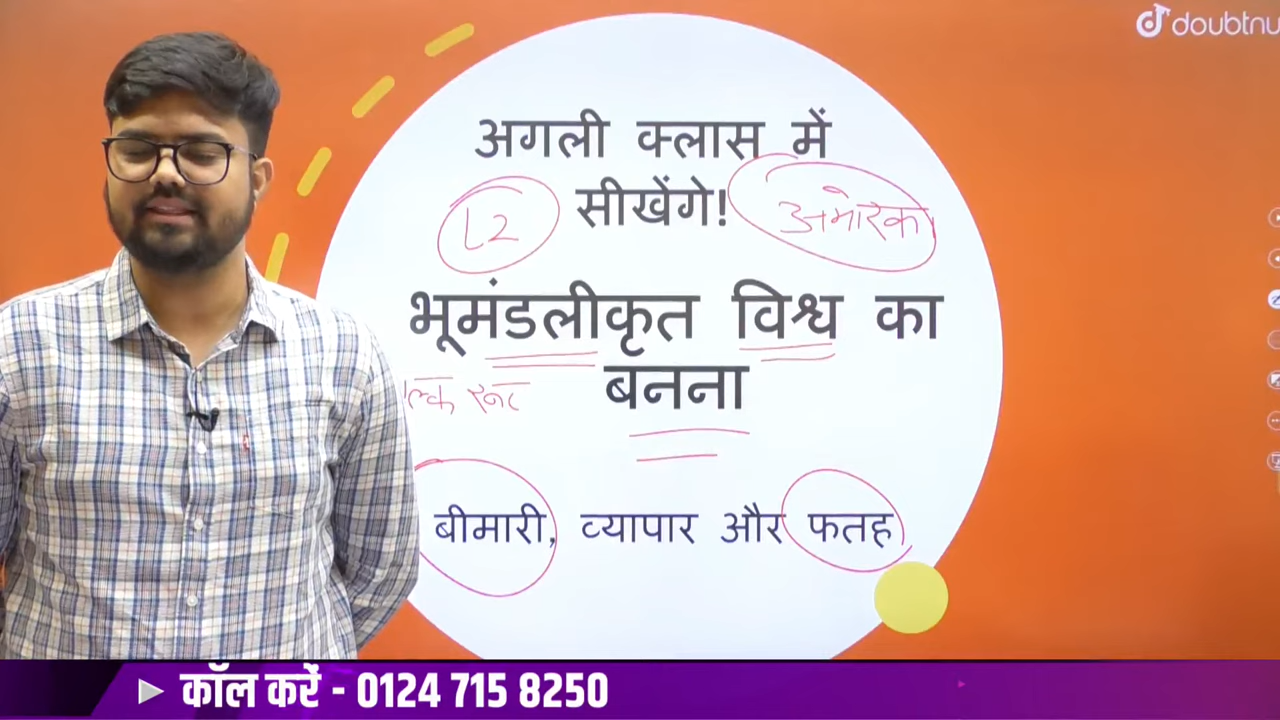 doubtnu
अगली क्लास में
L2 सीखेंगे! अमेरिका
भूमंडलीकृत विश्व का
बनना
रूट
बीमारी, व्यापार और फतह
कॉल करें - 0124 715 8250